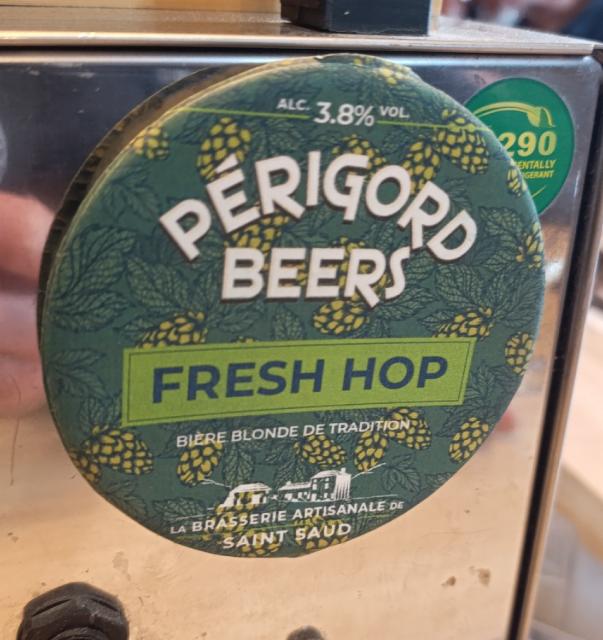 ALC. 3.8% VOL.
PÉRIGORD
BEERS
FRESH HOP
BIÈRE BLONDE DE TRADITION
LA BRASSERIE ARTISANALE DE
SAINT SAUD
290